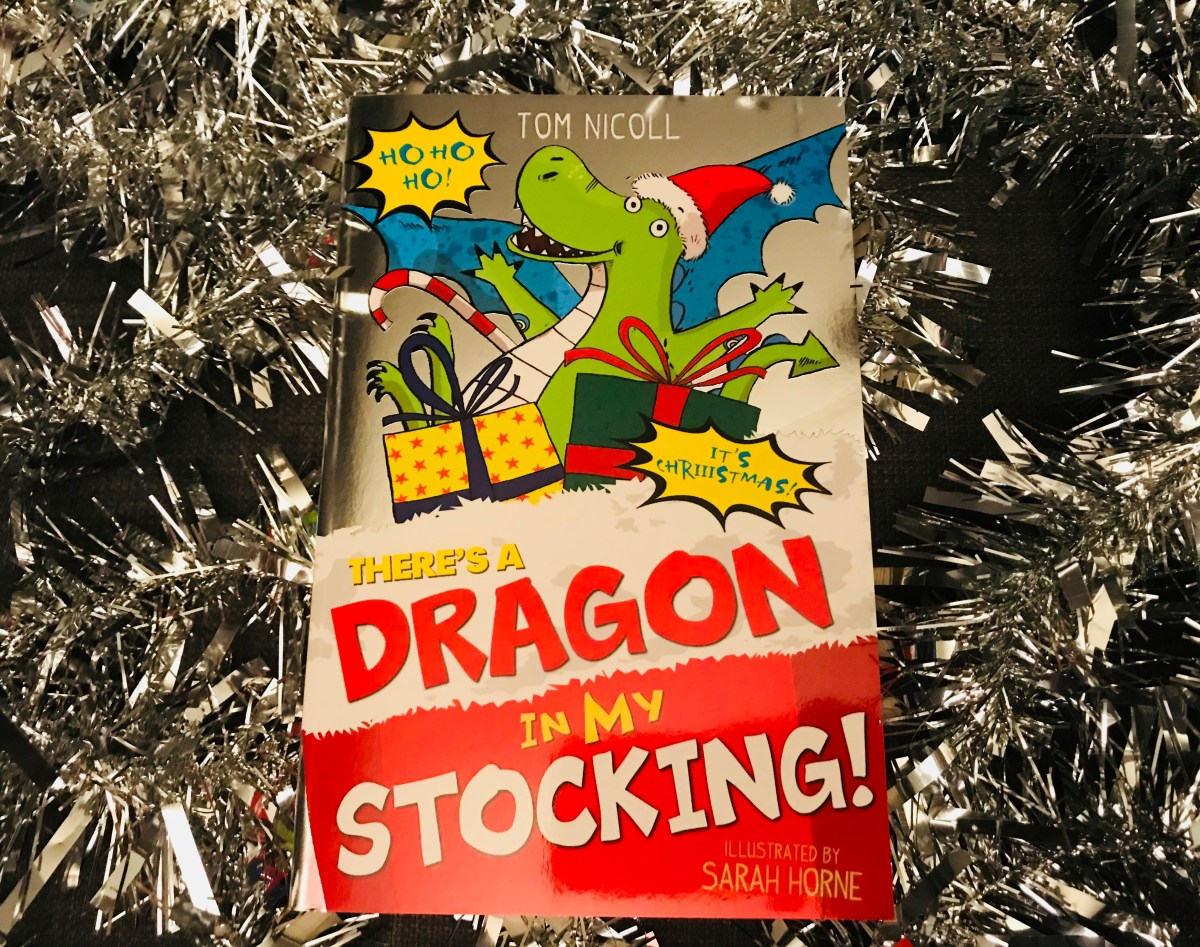 TOM NICOLL
HO HO
HO!
IT'S
CHRIIISTMAS!
THERE'S A
DRAGON
IN MY
STOCKING!
ILLUSTRATED BY
SARAH HORNE